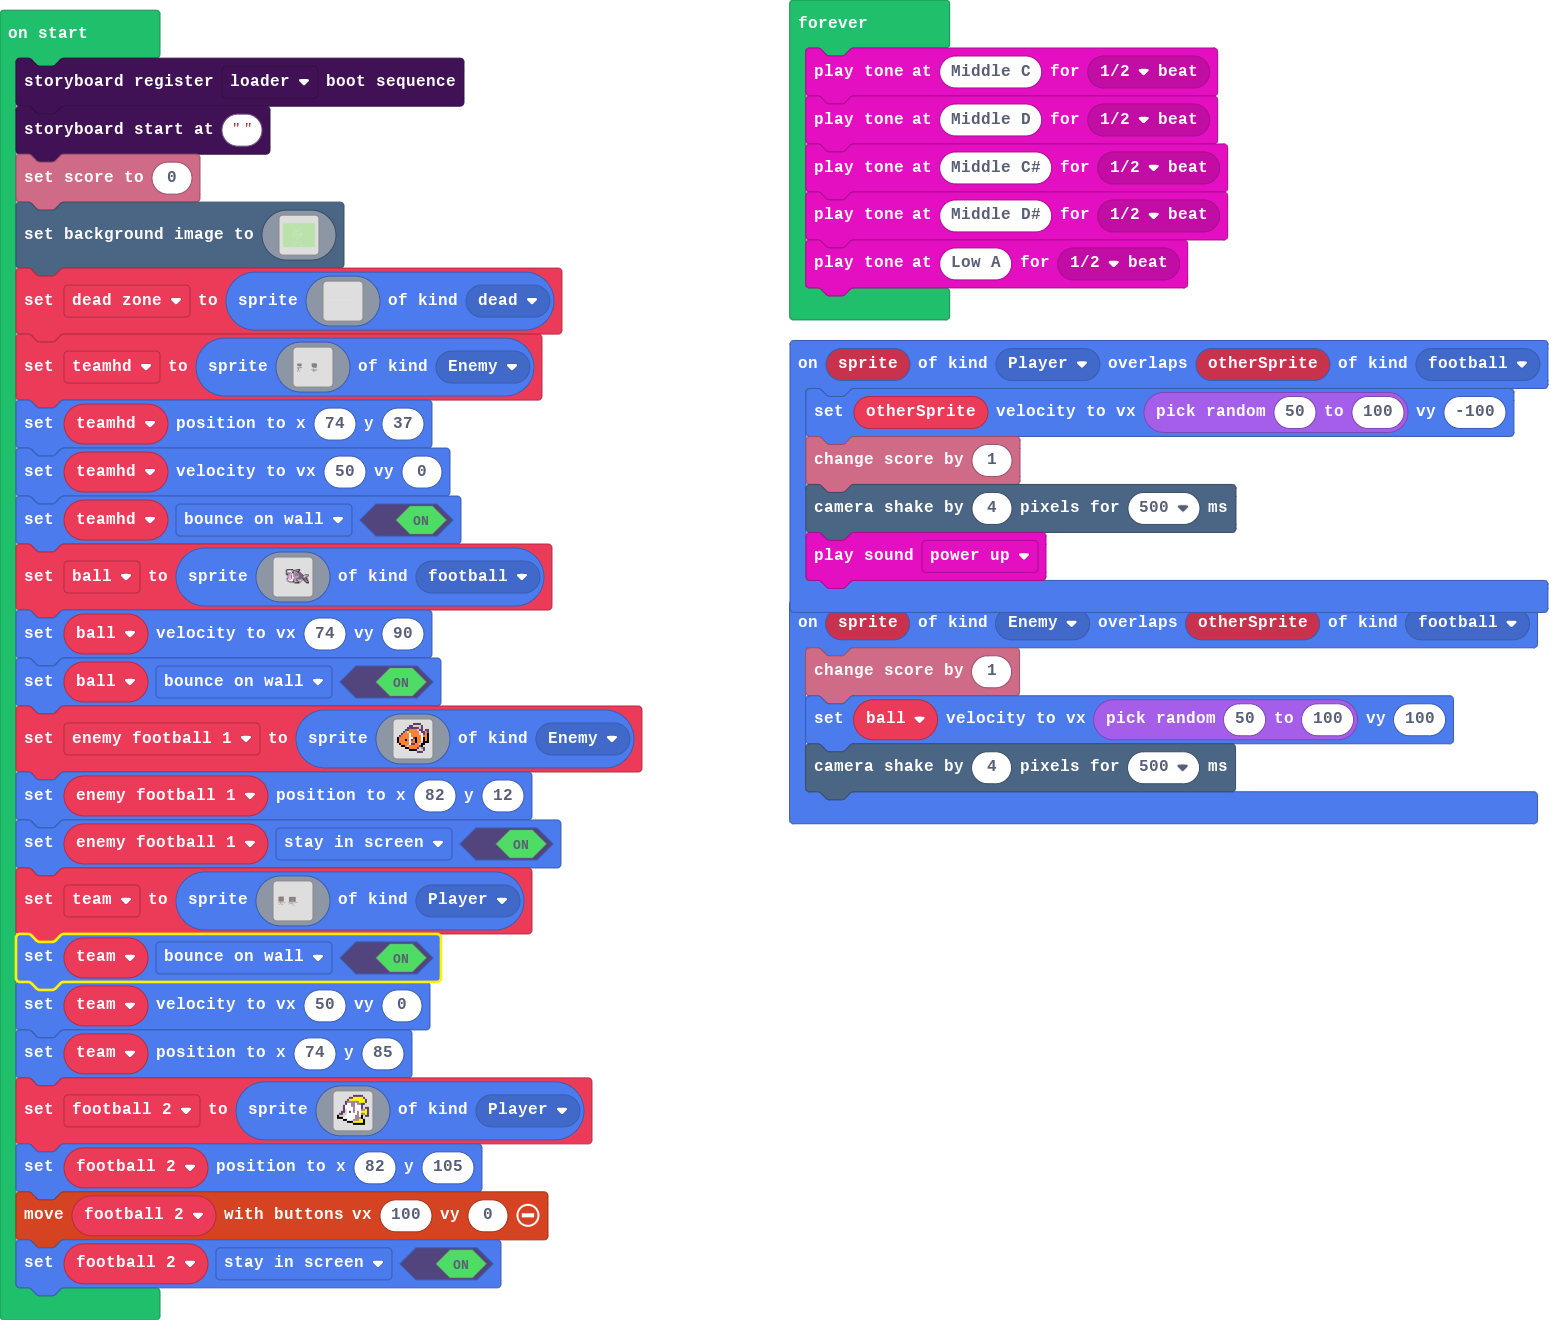 on start
storyboard register loader boot sequence
storyboard start at " "
set score to 0
set background image to
set dead zone to sprite of kind dead
set teamhd to sprite of kind Enemy
set teamhd position to x 74 y 37
set teamhd velocity to vx 50 vy 0
set teamhd bounce on wall ON
set ball to sprite of kind football
set ball velocity to vx 74 vy 90
set ball bounce on wall ON
set enemy football 1 to sprite of kind Enemy
set enemy football 1 position to x 82 y 12
set enemy football 1 stay in screen ON
set team to sprite of kind Player
set team bounce on wall ON
set team velocity to vx 50 vy 0
set team position to x 74 y 85
set football 2 to sprite of kind Player
set football 2 position to x 82 y 105
move football 2 with buttons vx 100 vy 0
set football 2 stay in screen ON
forever
play tone at Middle C for 1/2 beat
play tone at Middle D for 1/2 beat
play tone at Middle C# for 1/2 beat
play tone at Middle D# for 1/2 beat
play tone at Low A for 1/2 beat
on sprite of kind Player overlaps otherSprite of kind football
set otherSprite velocity to vx pick random 50 to 100 vy -100
change score by 1
camera shake by 4 pixels for 500 ms
play sound power up
on sprite of kind Enemy overlaps otherSprite of kind football
change score by 1
set ball velocity to vx pick random 50 to 100 vy 100
camera shake by 4 pixels for 500 ms